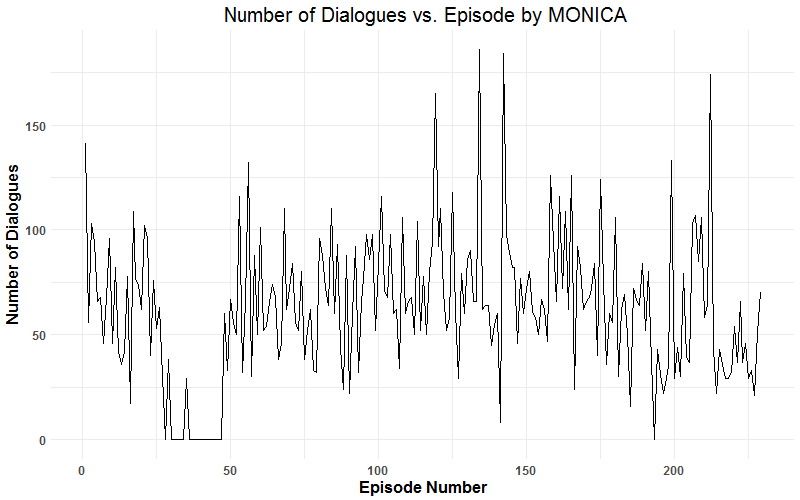 Number of Dialogues vs. Episode by MONICA
Number of Dialogues
150
100
50
0
0 50 100 150 200
Episode Number